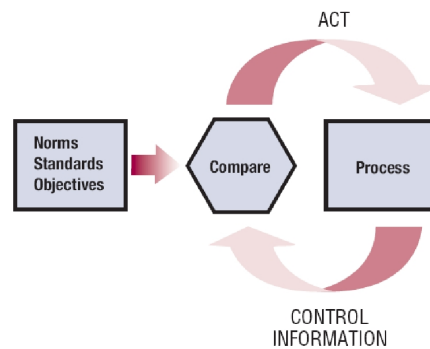 ACT
Norms
Standards
Objectives
Compare
Process
CONTROL
INFORMATION